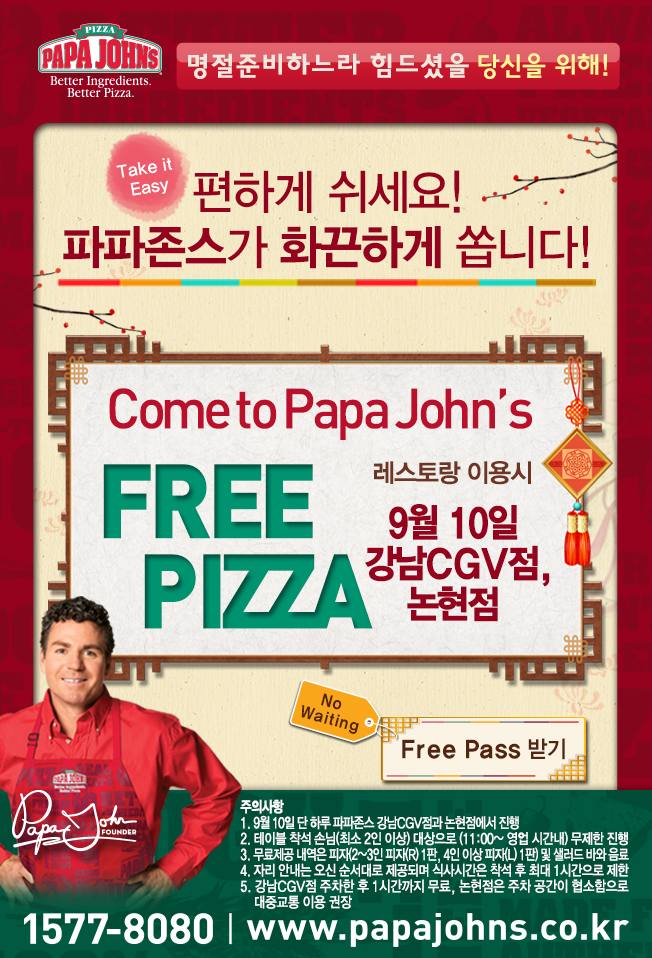 PIZZA
PAPA JOHN'S
Better Ingredients.
Better Pizza.
명절준비하느라 힘드셨을 당신을 위해!
Take it
Easy
편하게 쉬세요!
파파존스가 화끈하게 쏩니다!
Come to Papa John's
FREE
PIZZA
레스토랑 이용시
9월 10일
강남CGV점,
논현점
No
Waiting
Free Pass 받기
PAPA JOHN'S
Better Ingredients.
Better Pizza.
Papa John
FOUNDER
주의사항
1. 9월 10일 단 하루 파파존스 강남CGV점과 논현점에서 진행
2. 테이블 착석 손님(최소 2인 이상) 대상으로 (11:00~ 영업 시간내) 무제한 진행
3. 무료제공 내역은 피자(2~3인 피자(R) 1판, 4인 이상 피자(L) 1판) 및 샐러드 바와 음료
4. 자리 안내는 오신 순서대로 제공되며 식사시간은 착석 후 최대 1시간으로 제한
5. 강남CGV점 주차한 후 1시간까지 무료, 논현점은 주차 공간이 협소함으로
대중교통 이용 권장
1577-8080 | www.papajohns.co.kr